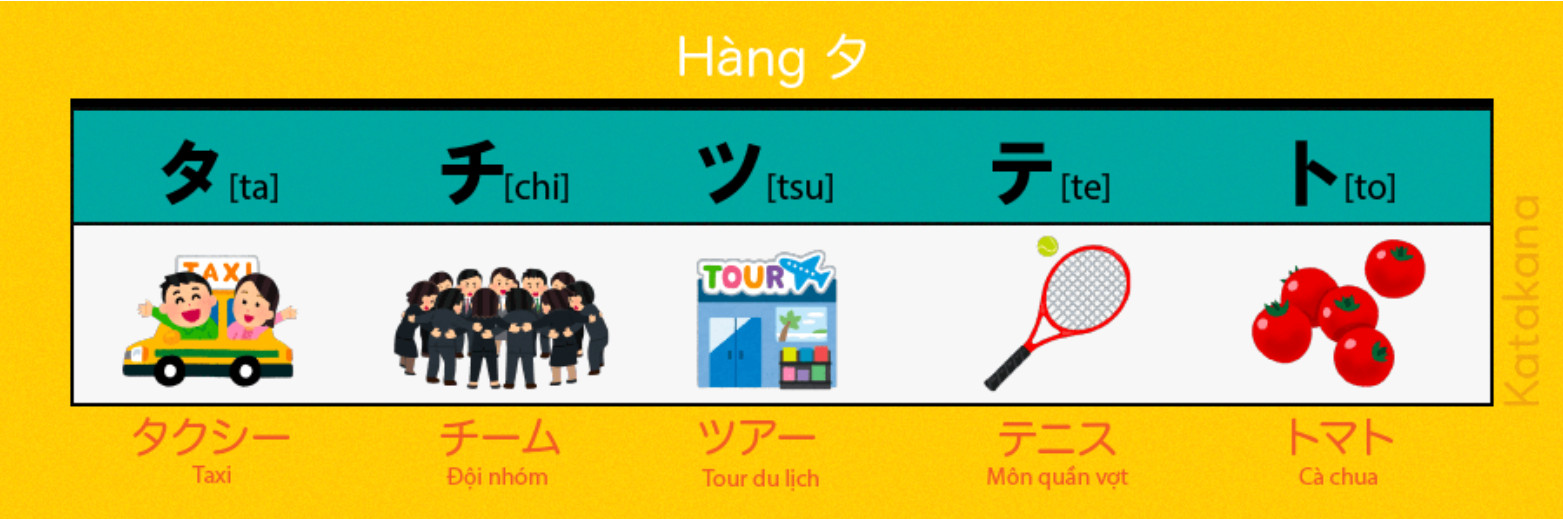 Hàng タ
タ [ta] チ [chi] ツ [tsu] テ [te] ト [to]
TAXI
TOUR
タクシー チーム ツアー テニス トマト
Taxi Đội nhóm Tour du lịch Môn quần vợt Cà chua
Katakana